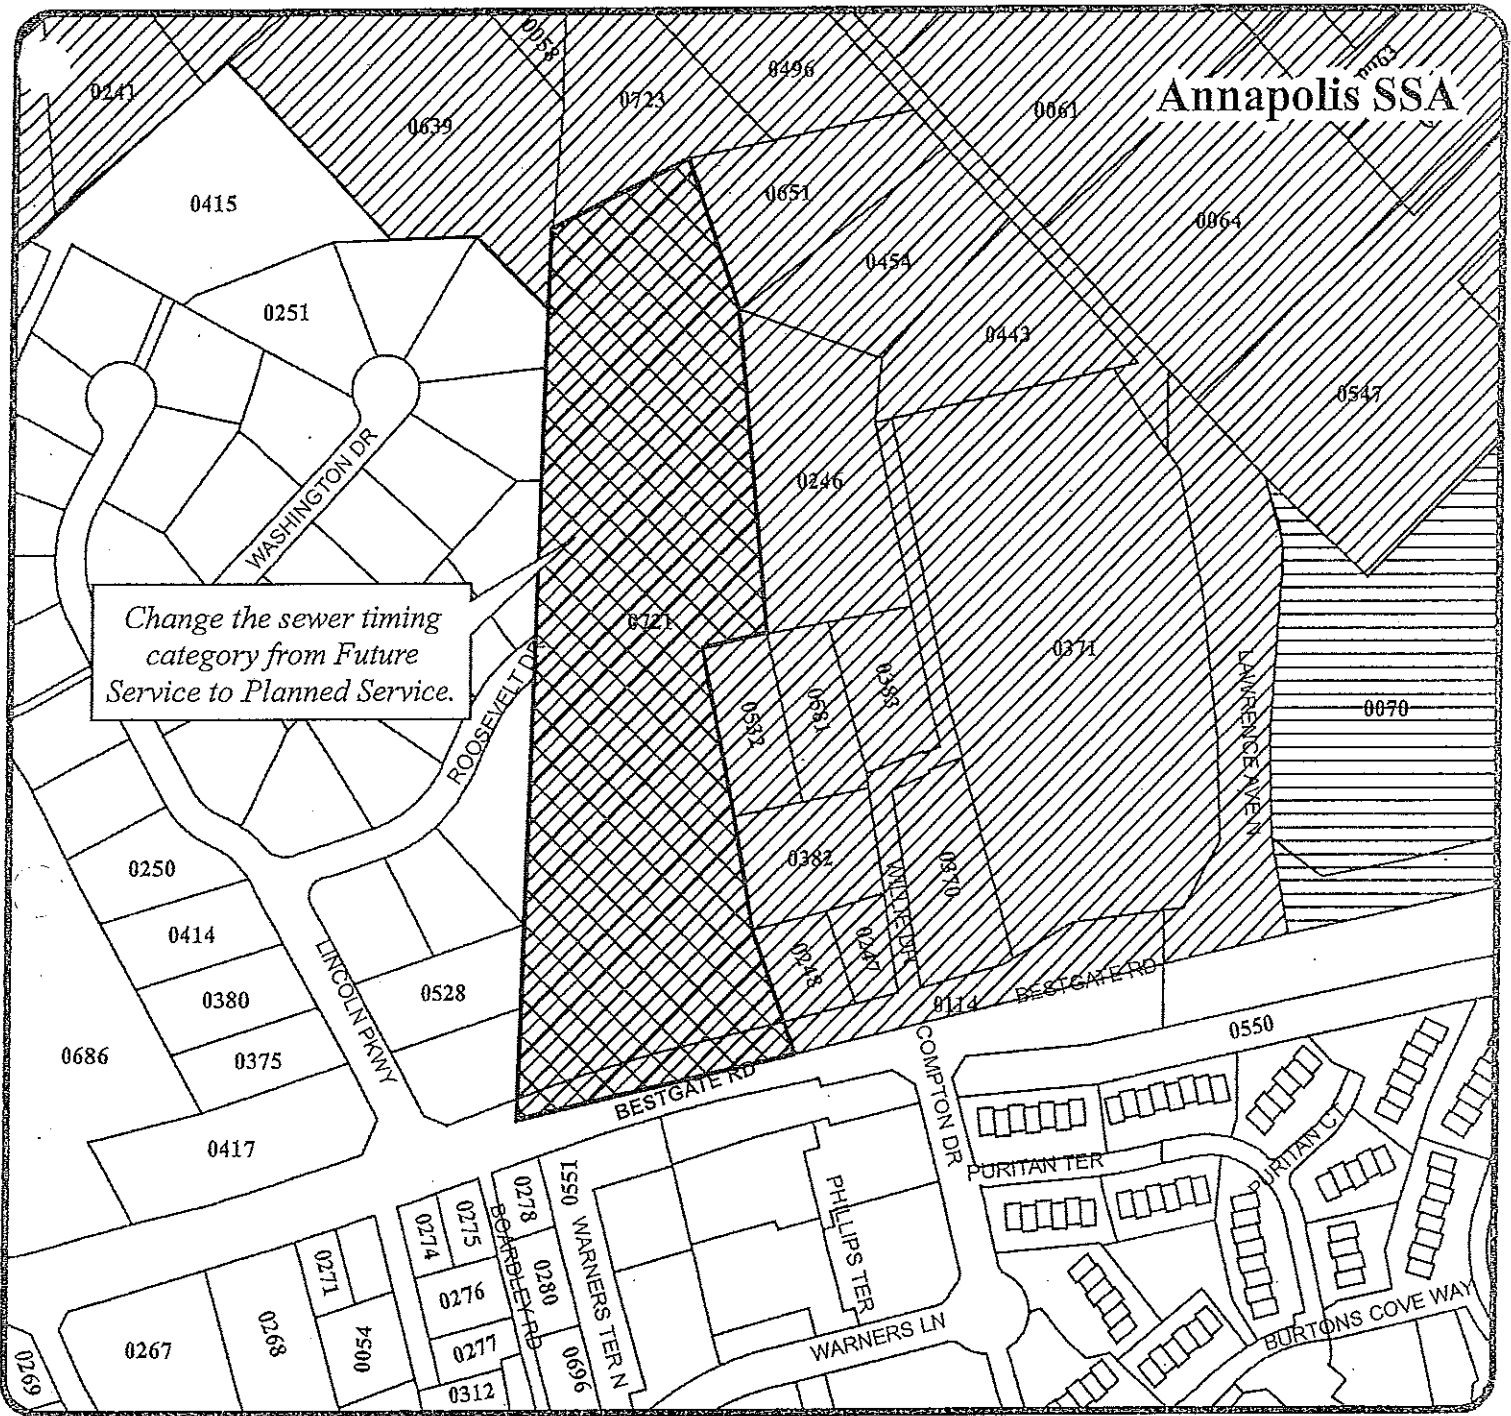 Annapolis SSA
0058
0496
0241
0723
0639
0061
0415
0651
0064
0454
0251
0443
0547
WASHINGTON DR
0246
Change the sewer timing
category from Future
Service to Planned Service.
0721
0371
ROOSEVELT DR
0532
0581
0383
LAWRENCE AVE N
0070
0250
0382
WILDE DR
0370
0414
LINCOLN PKWY
0248
0247
0380
0528
BESTGATE RD
0114
0550
0686
0375
BESTGATE RD
COMPTON DR
0417
PURITAN TER
PURITAN CT
0551
0278
0275
0274
BOARDLEY RD
WARNERS TER N
PHILLIPS TER
0271
0276
0280
0267
0268
0054
0277
0696
WARNERS LN
BURTONS COVE WAY
0269
0312